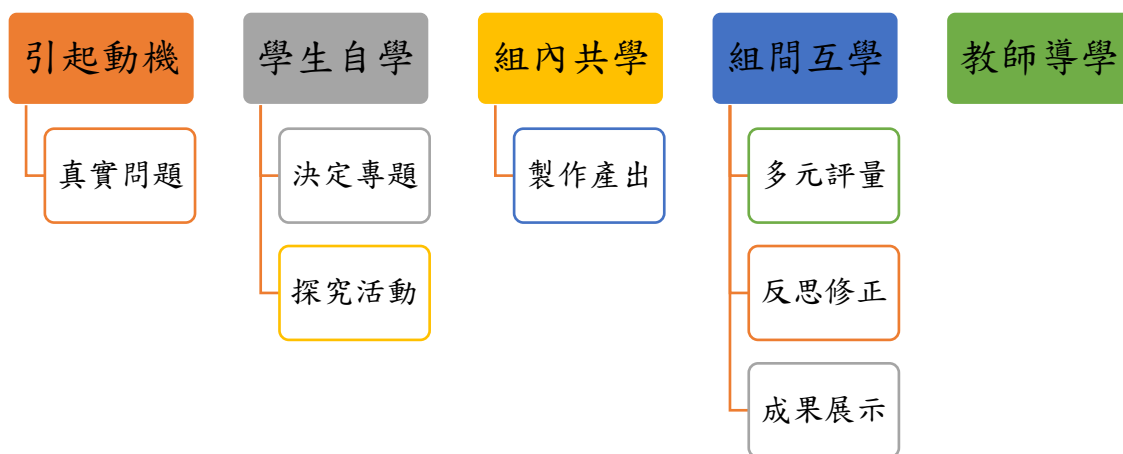 引起動機
真實問題
學生自學
決定專題
探究活動
組內共學
製作產出
組間互學
多元評量
反思修正
成果展示
教師導學